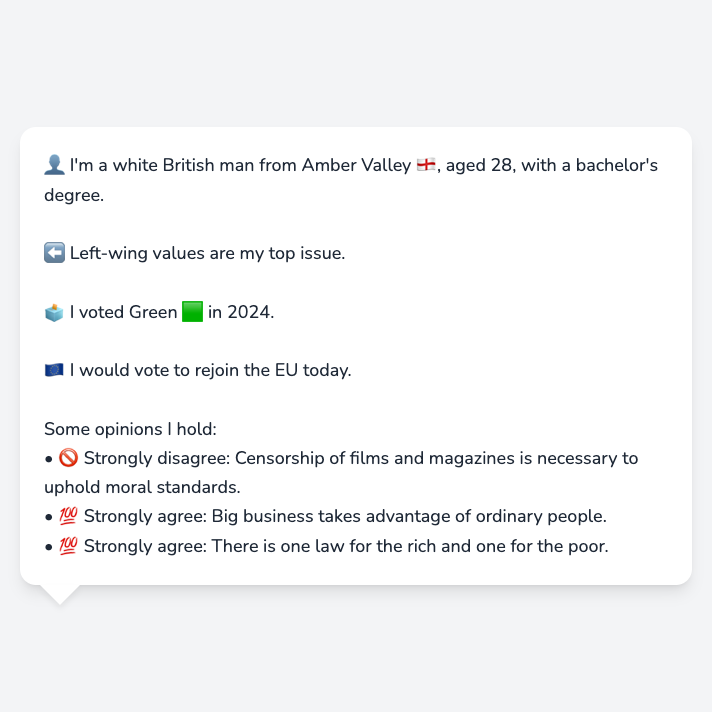 👤 I'm a white British man from Amber Valley 🏴󠁧󠁢󠁥󠁮󠁧󠁿, aged 28, with a bachelor's
degree.
⬅️ Left-wing values are my top issue.
🗳️ I voted Green 🟩 in 2024.
🇪🇺 I would vote to rejoin the EU today.
Some opinions I hold:
• 🚫 Strongly disagree: Censorship of films and magazines is necessary to
uphold moral standards.
• 💯 Strongly agree: Big business takes advantage of ordinary people.
• 💯 Strongly agree: There is one law for the rich and one for the poor.